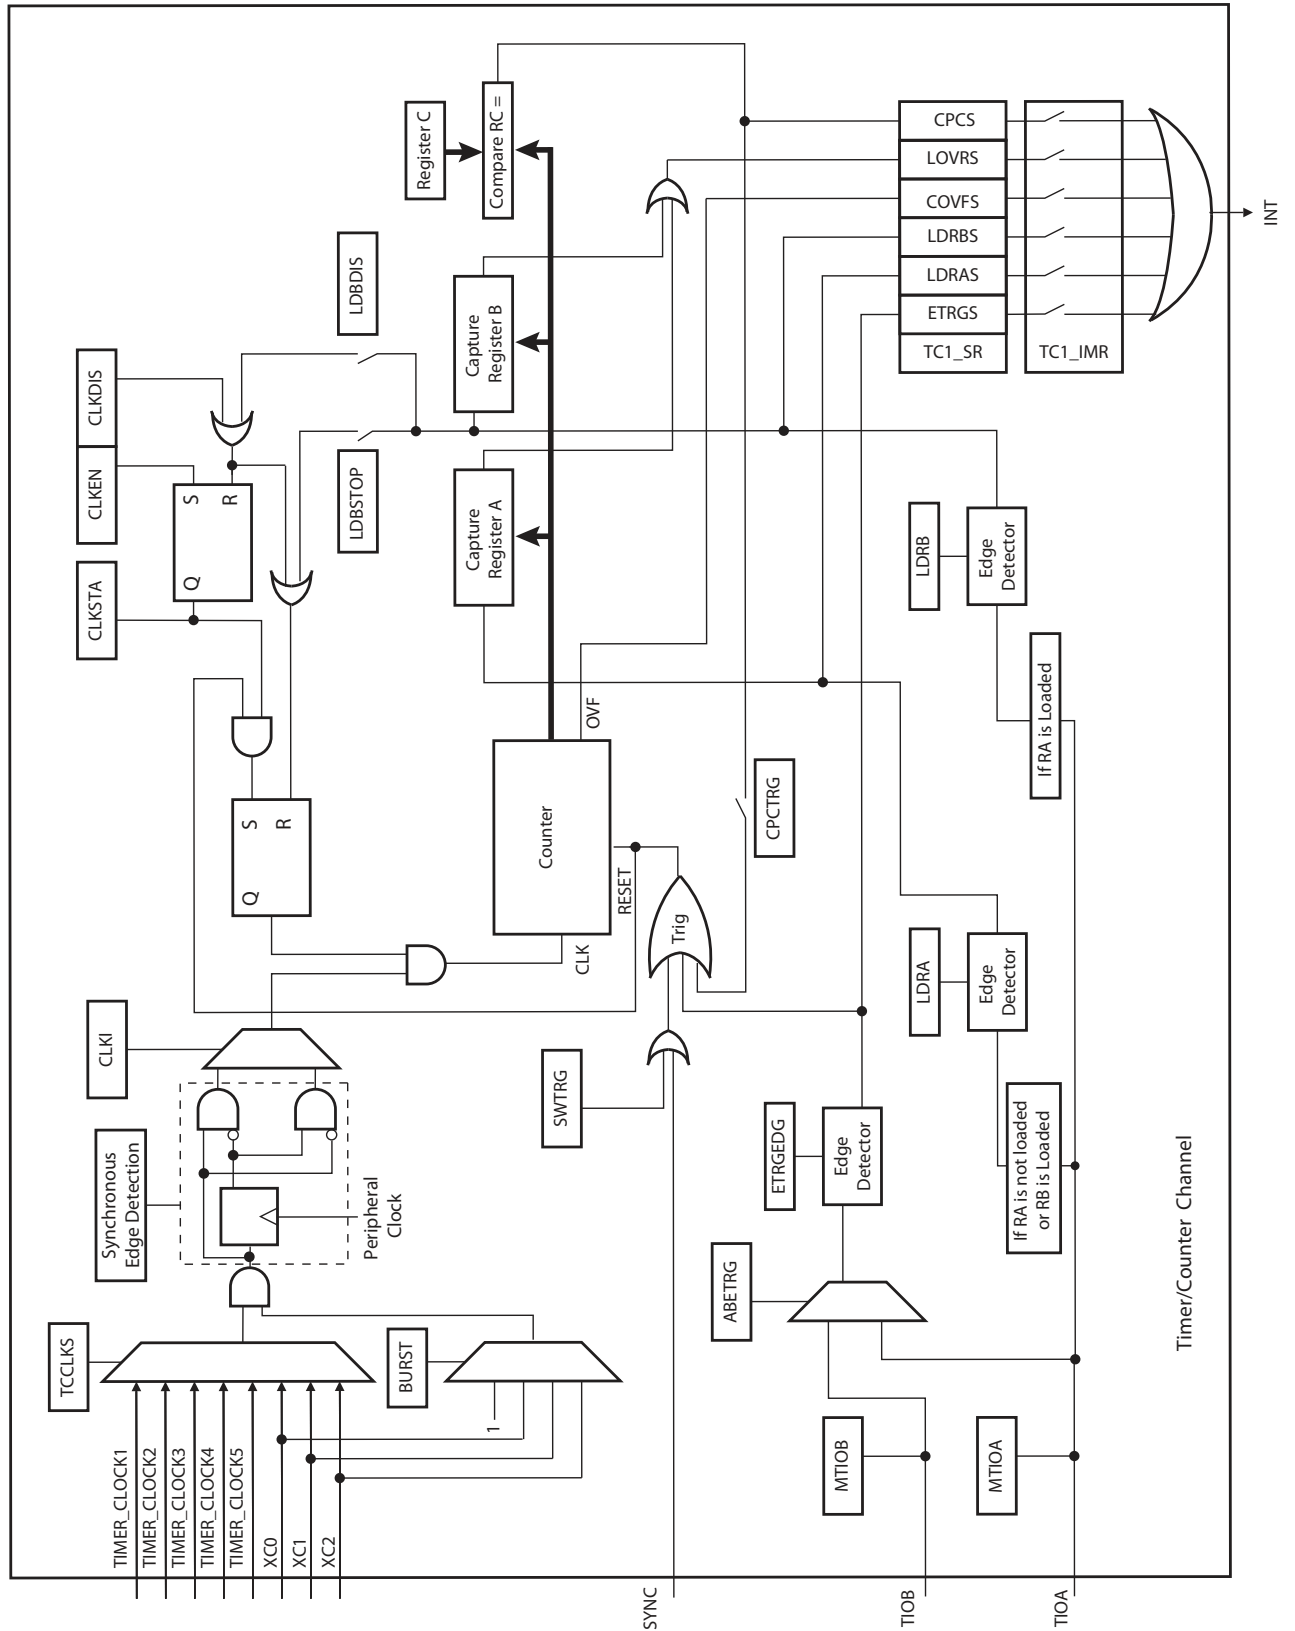 TCCLKS
TIMER_CLOCK1
TIMER_CLOCK2
TIMER_CLOCK3
TIMER_CLOCK4
TIMER_CLOCK5
XC0
XC1
XC2
Synchronous
Edge Detection
CLKI
CLKSTA
CLKEN
CLKDIS
BURST
1
Peripheral
Clock
Q
S
R
Q
S
R
LDBSTOP
LDBDIS
Register C
Compare RC =
Capture
Register A
Capture
Register B
SWTRG
CLK
Counter
OVF
RESET
Trig
CPCTRG
SYNC
ABETRG
ETRGEDG
Edge
Detector
MTIOB
TIOB
MTIOA
TIOA
If RA is not loaded
or RB is Loaded
LDRA
Edge
Detector
If RA is Loaded
LDRB
Edge
Detector
CPCS
LOVRS
COVFS
LDRBS
LDRAS
ETRGS
TC1_SR
TC1_IMR
INT
Timer/Counter Channel